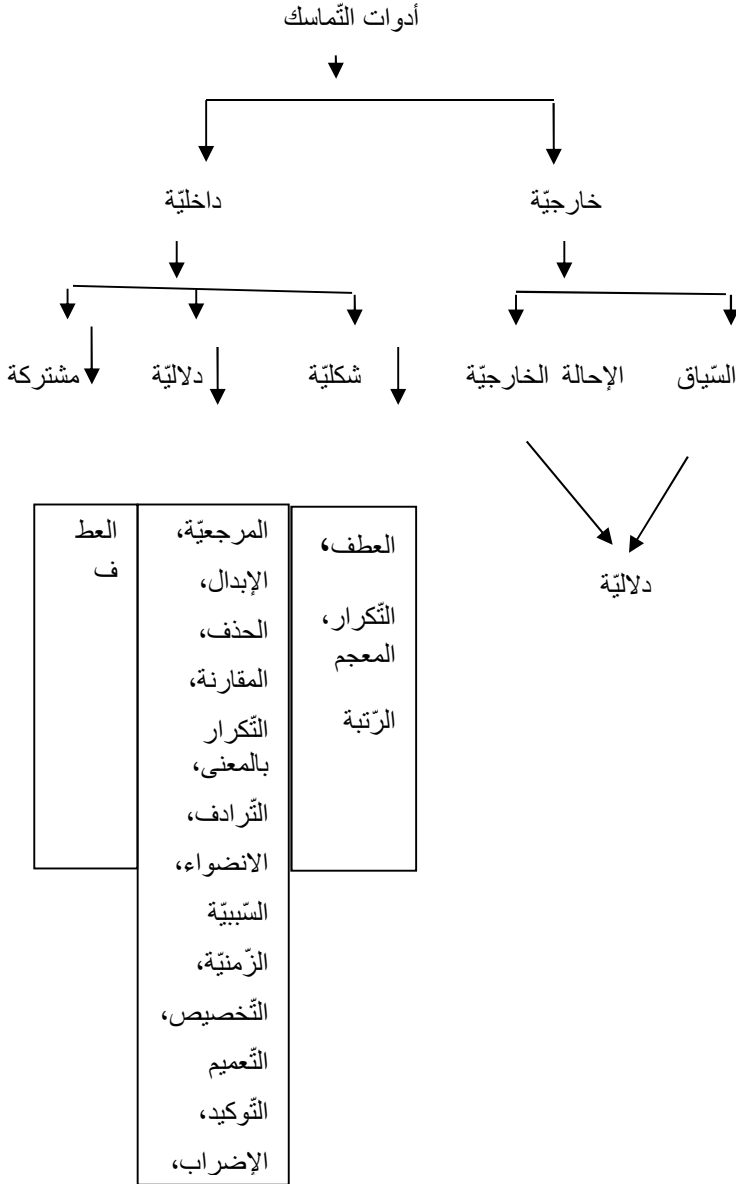 أدوات التّماسك
خارجيّة
داخليّة
السّياق
الإحالة الخارجيّة
شكليّة
دلاليّة
مشتركة
دلاليّة
العطف،
التّكرار،
المعجم
الرّتبة
المرجعيّة،
الإبدال،
الحذف،
المقارنة،
التّكرار
بالمعنى،
التّرادف،
الانضواء،
السّببيّة
الزّمنيّة،
التّخصيص،
التّعميم
التّوكيد،
الإضراب،
العط
ف